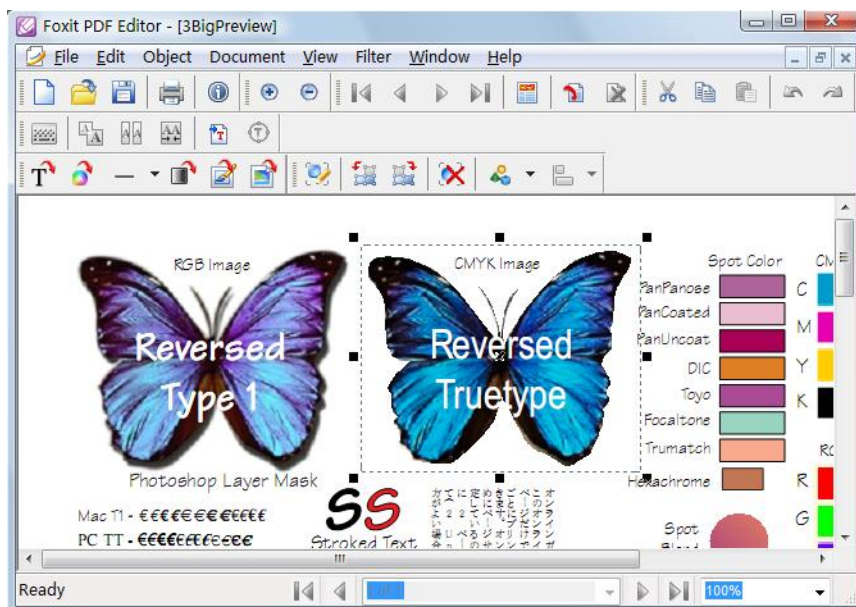 Foxit PDF Editor - [3BigPreview]
File Edit Object Document View Filter Window Help
RGB Image
Reversed
Type 1
Photoshop Layer Mask
CMYK Image
Reversed
Truetype
Spot Color
PanPanose
PanCoated
PanUncoat
DIC
Toyo
Focaltone
Trumatch
Hexachrome
C
M
Y
K
R
G
Mac T1 - €€€€€€€€€€€€
PC TT - €€€€€€€€€€€
SS
Stroked Text
Spot
Ready
100%